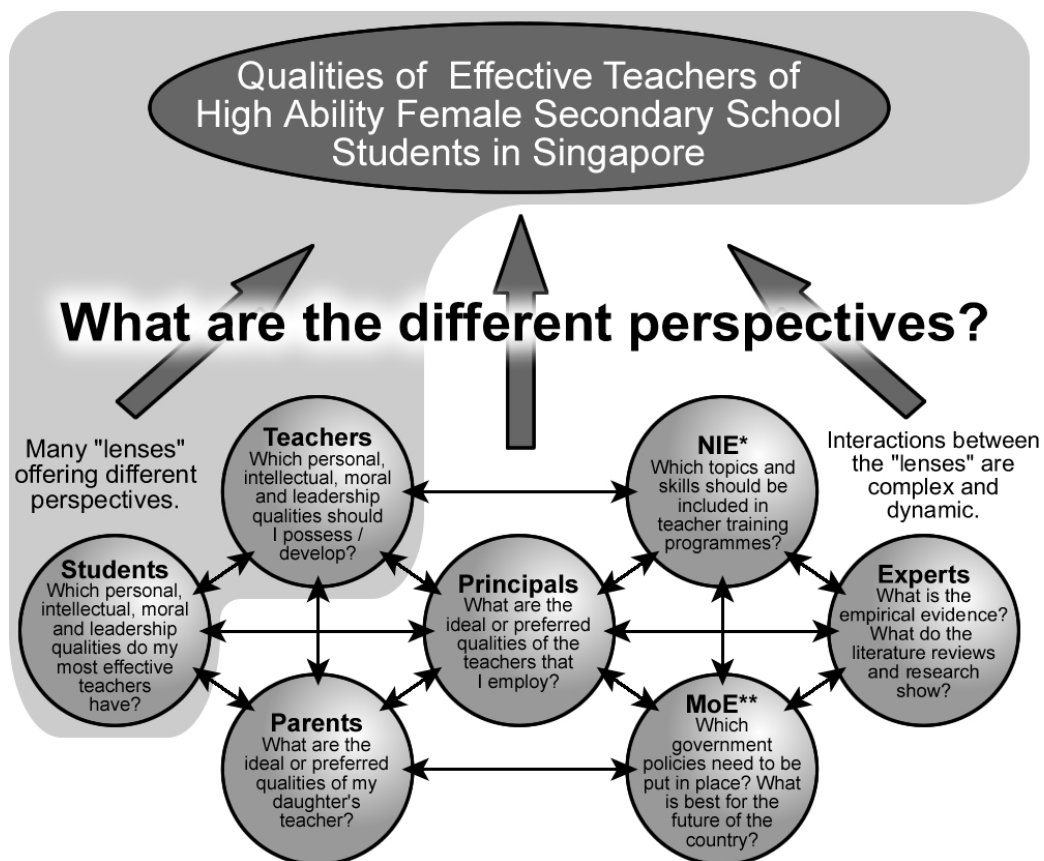 Qualities of Effective Teachers of
High Ability Female Secondary School
Students in Singapore
What are the different perspectives?
Many "lenses"
offering different
perspectives.
Teachers
Which personal,
intellectual, moral
and leadership
qualities should
I possess /
develop?
NIE*
Which topics and
skills should be
included in
teacher training
programmes?
Interactions between
the "lenses" are
complex and
dynamic.
Students
Which personal,
intellectual, moral
and leadership
qualities do my
most effective
teachers
have?
Principals
What are the
ideal or preferred
qualities of the
teachers that
I employ?
Experts
What is the
empirical evidence?
What do the
literature reviews
and research
show?
Parents
What are the
ideal or preferred
qualities of my
daughter's
teacher?
MoE**
Which
government
policies need to be
put in place? What
is best for the
future of the
country?